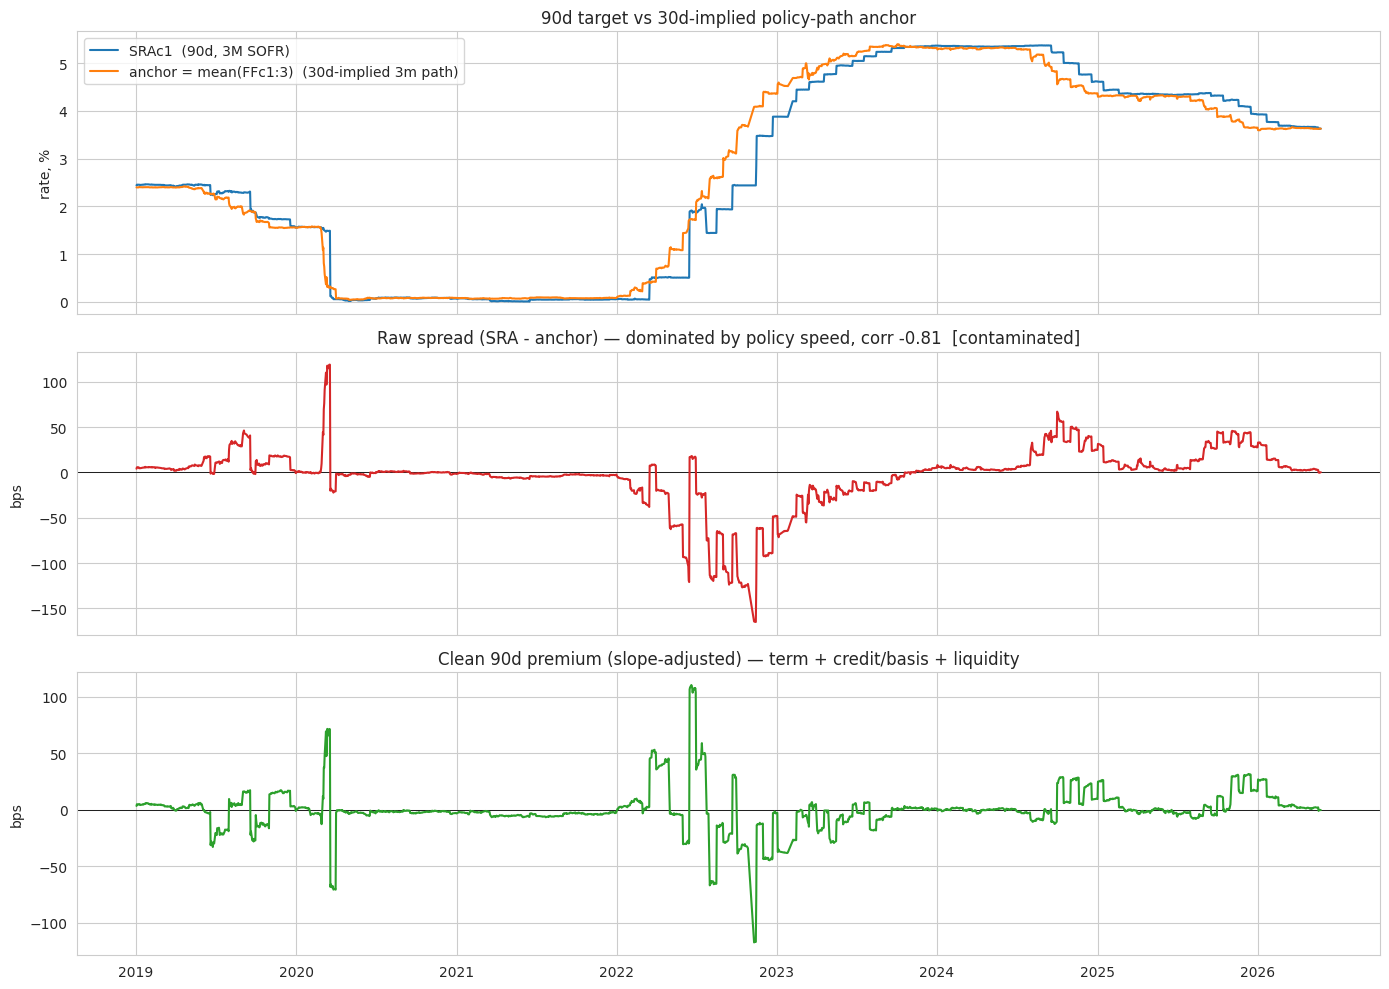 90d target vs 30d-implied policy-path anchor
SRAc1  (90d, 3M SOFR)
anchor = mean(FFc1:3)  (30d-implied 3m path)
rate, %
5
4
3
2
1
0
Raw spread (SRA - anchor) — dominated by policy speed, corr -0.81  [contaminated]
bps
100
50
0
−50
−100
−150
Clean 90d premium (slope-adjusted) — term + credit/basis + liquidity
bps
100
50
0
−50
−100
2019 2020 2021 2022 2023 2024 2025 2026